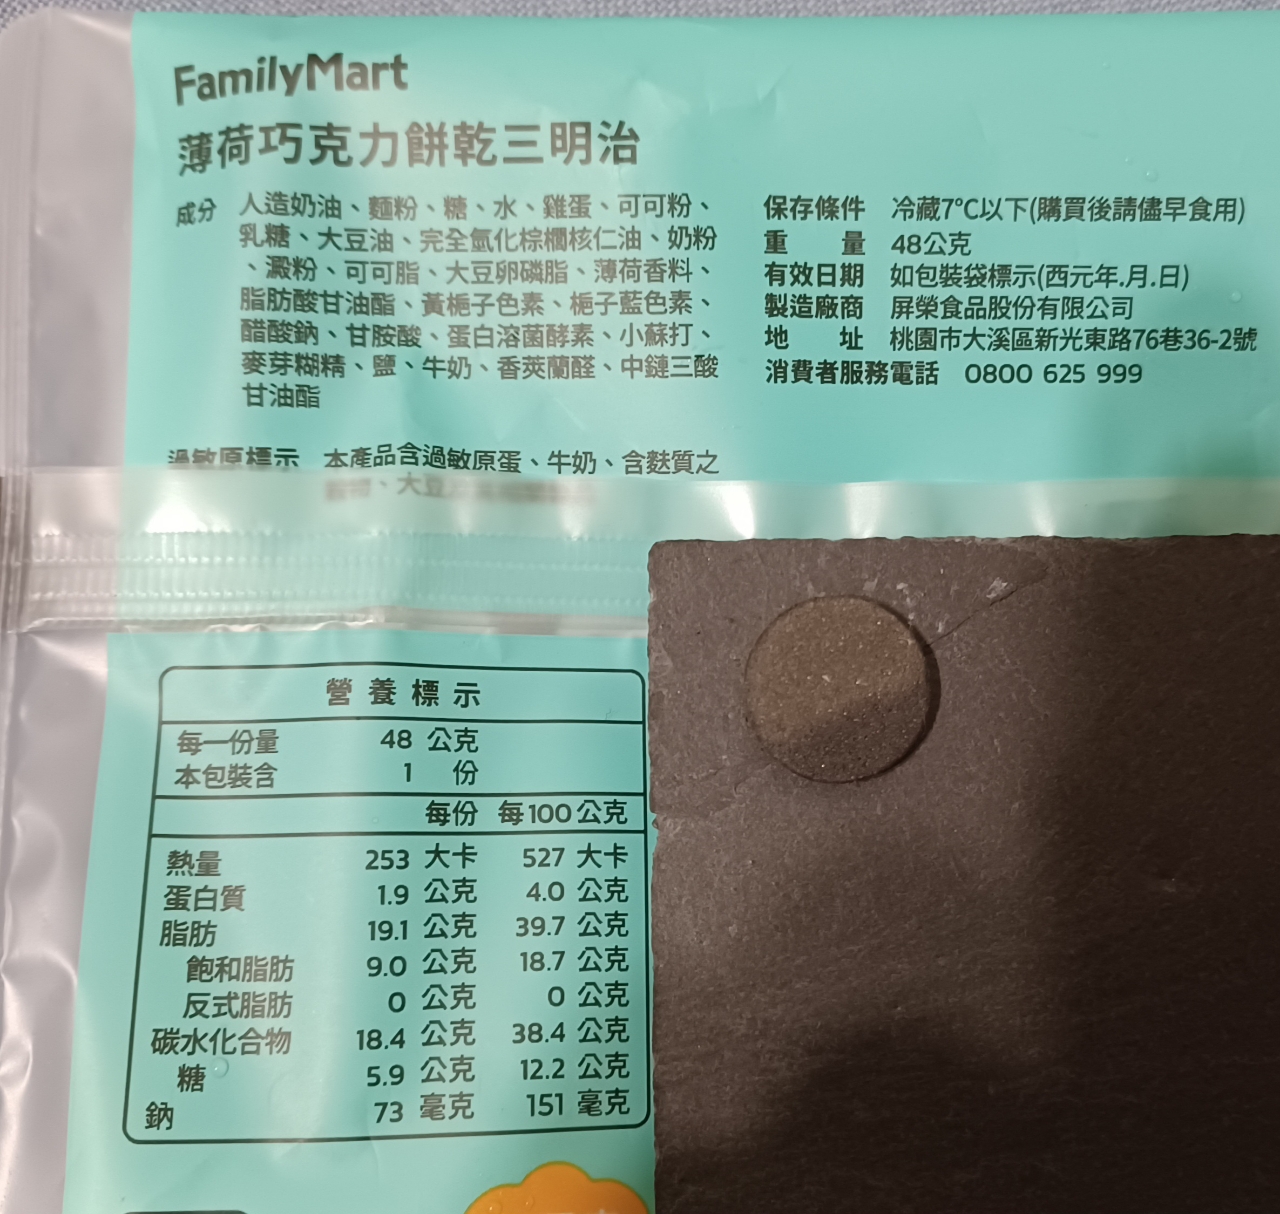 FamilyMart
薄荷巧克力餅乾三明治
成分 人造奶油、麵粉、糖、水、雞蛋、可可粉、
乳糖、大豆油、完全氫化棕櫚核仁油、奶粉
、澱粉、可可脂、大豆卵磷脂、薄荷香料、
脂肪酸甘油酯、黃梔子色素、梔子藍色素、
醋酸鈉、甘胺酸、蛋白溶菌酵素、小蘇打、
麥芽糊精、鹽、牛奶、香莢蘭醛、中鏈三酸
甘油酯
過敏原標示 本產品含過敏原蛋、牛奶、含麩質之
、大豆
保存條件 冷藏7°C以下(購買後請儘早食用)
重量 48公克
有效日期 如包裝袋標示(西元年.月.日)
製造廠商 屏榮食品股份有限公司
地址 桃園市大溪區新光東路76巷36-2號
消費者服務電話 0800 625 999
營養標示
每一份量 48 公克
本包裝含 1 份
每份 每100公克
熱量 253 大卡 527 大卡
蛋白質 1.9 公克 4.0 公克
脂肪 19.1 公克 39.7 公克
飽和脂肪 9.0 公克 18.7 公克
反式脂肪 0 公克 0 公克
碳水化合物 18.4 公克 38.4 公克
糖 5.9 公克 12.2 公克
鈉 73 毫克 151 毫克